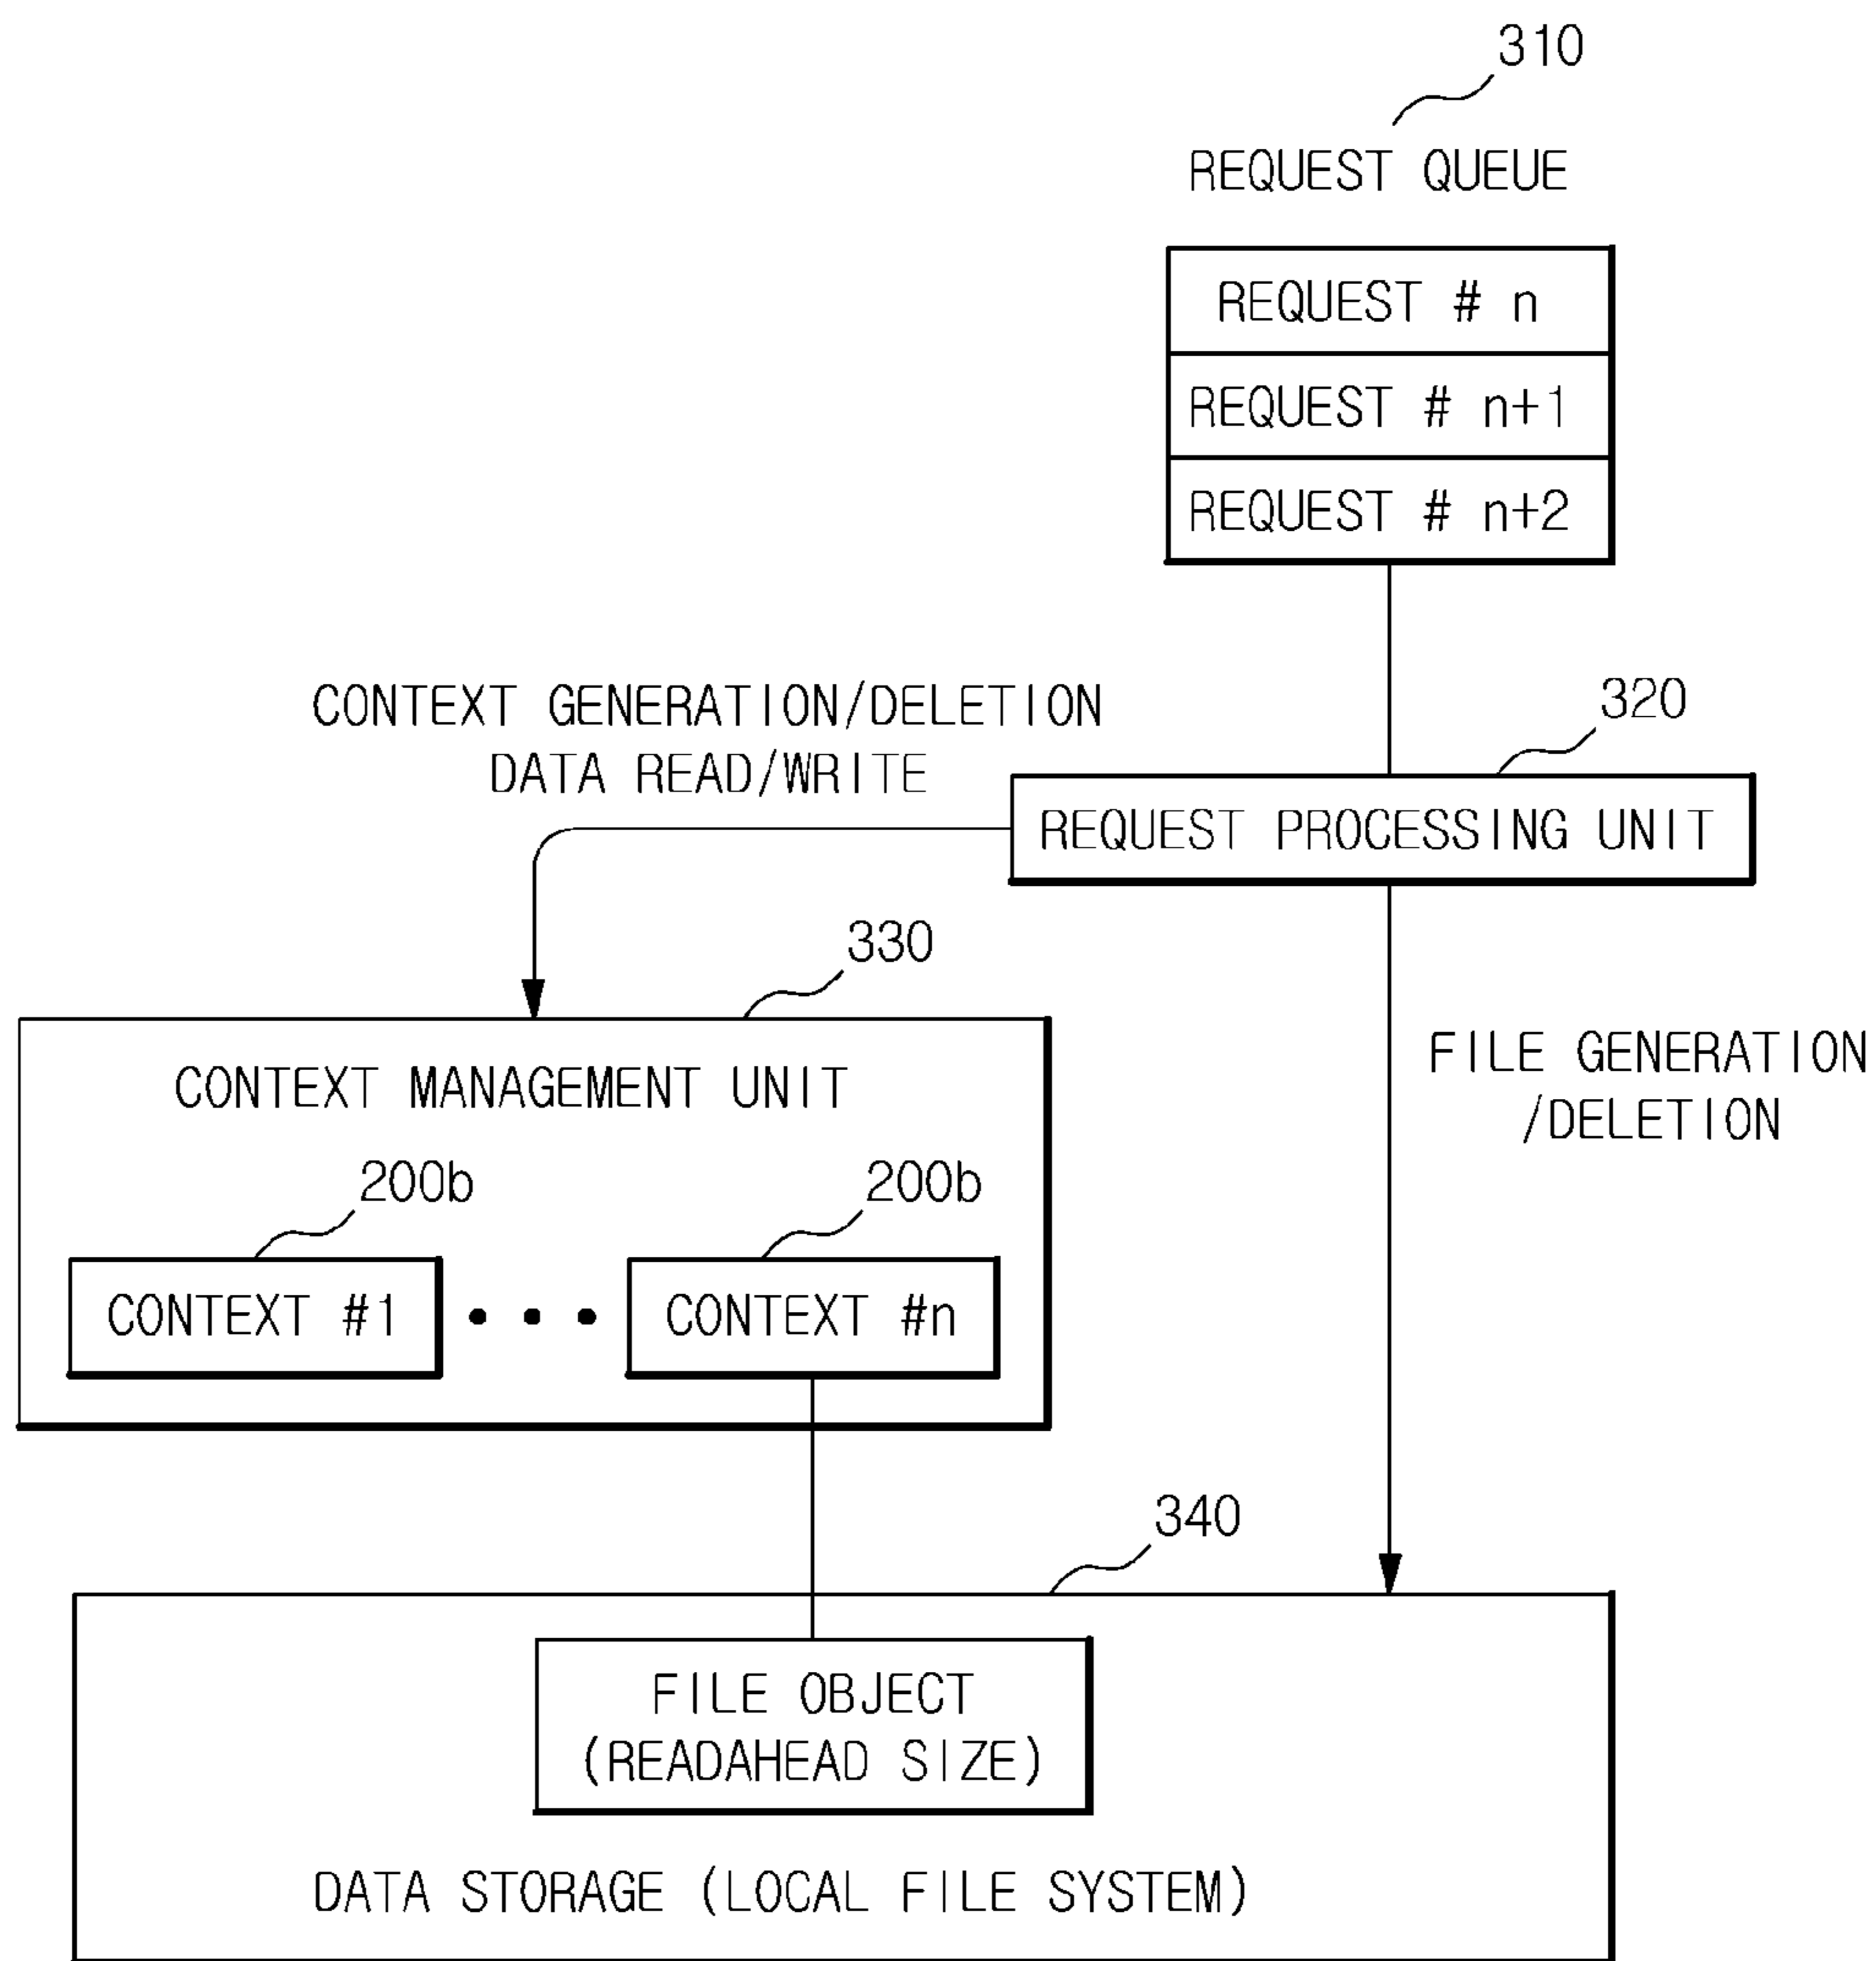 310
REQUEST QUEUE
REQUEST # n
REQUEST # n+1
REQUEST # n+2
CONTEXT GENERATION/DELETION
DATA READ/WRITE
320
REQUEST PROCESSING UNIT
330
CONTEXT MANAGEMENT UNIT
FILE GENERATION
/DELETION
200b
200b
CONTEXT #1
CONTEXT #n
340
FILE OBJECT
(READAHEAD SIZE)
DATA STORAGE (LOCAL FILE SYSTEM)